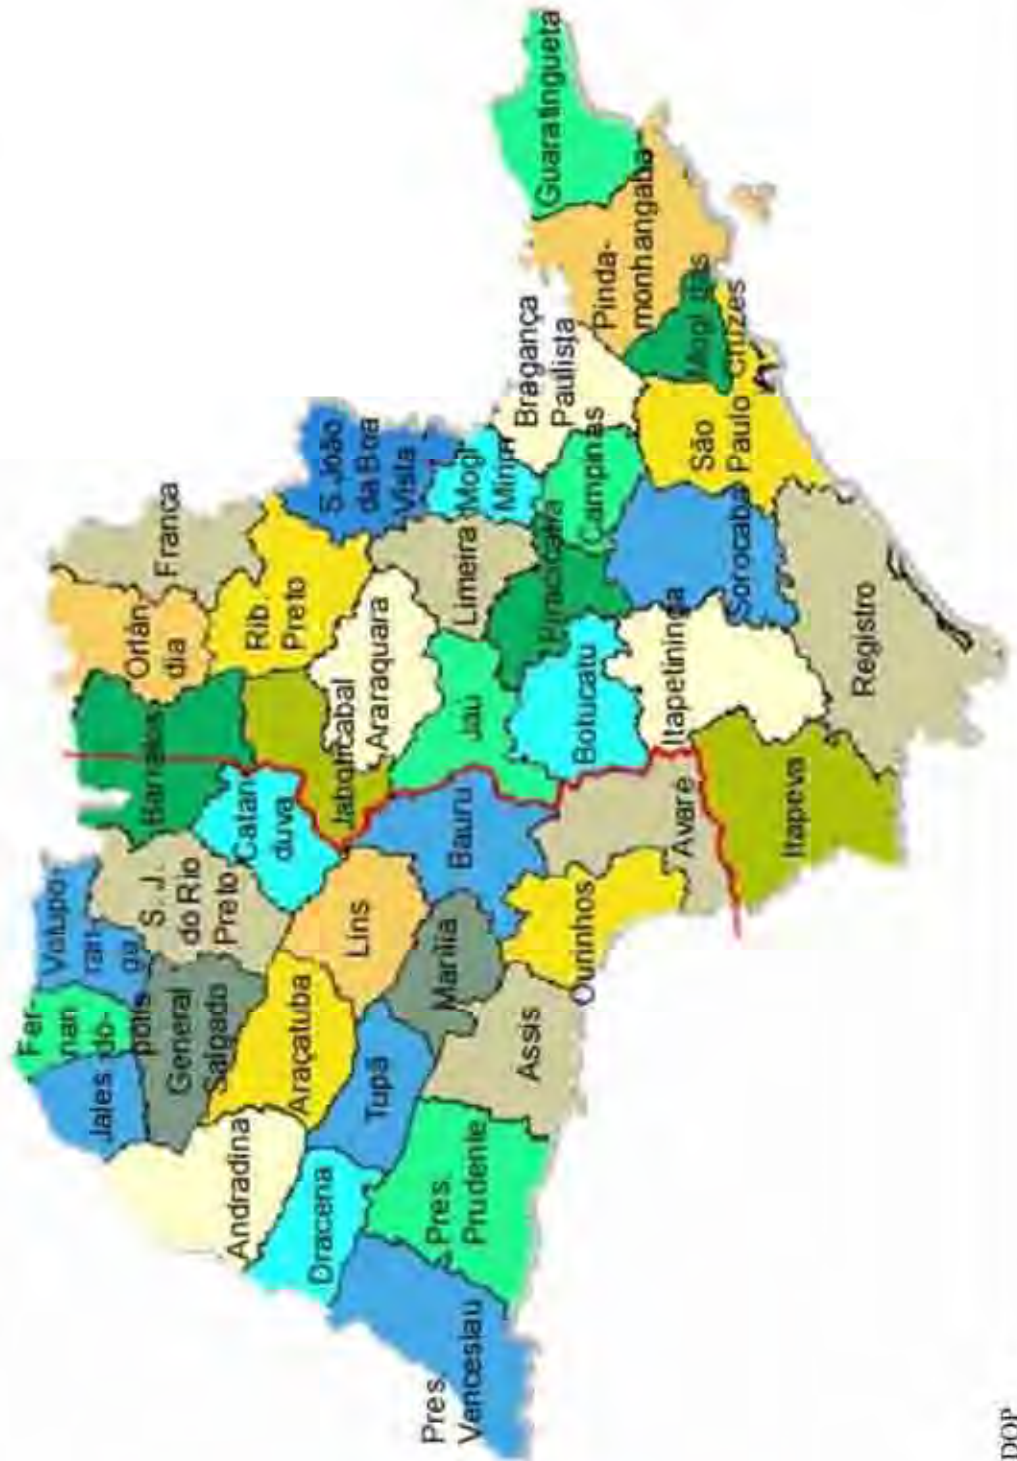 Votupo-
ran-
ga
Fer-
nan
do-
polis
Jales
S. J.
do Rio
Preto
General
Salgado
Barretos
Orlân
dia
Franca
Catan
duva
Jaboticabal
Rib.
Preto
Andradina
Araçatuba
Lins
Araraquara
S. João
da Boa
Vista
Dracena
Tupã
Marília
Bauru
Jaú
Limeira
Mogi
Mirim
Pres.
Prudente
Pres.
Venceslau
Assis
Ourinhos
Botucatu
Piracicaba
Campinas
Bragança
Paulista
Pinda-
monhangaba
Guaratingueta
Avaré
Itapetininga
Sorocaba
São
Paulo
Mogi das
Cruzes
Itapeva
Registro
DOP